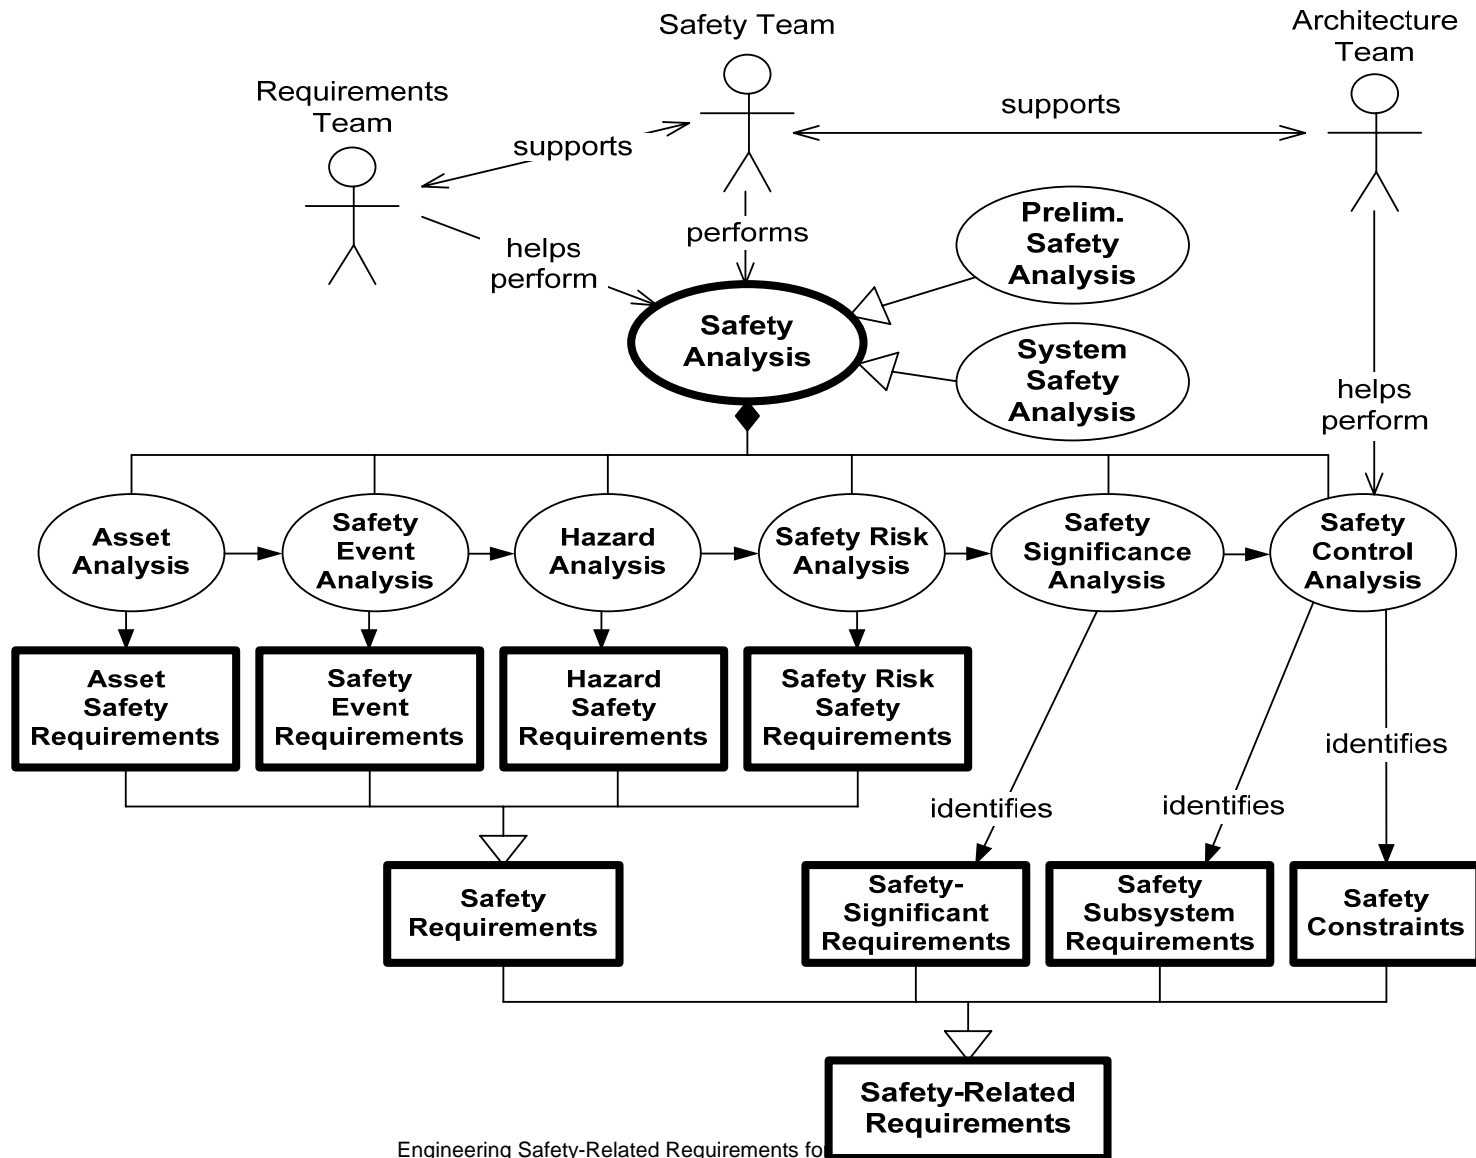 Safety Team
Architecture
Team
Requirements
Team
supports
supports
performs
helps
perform
Prelim.
Safety
Analysis
Safety
Analysis
System
Safety
Analysis
helps
perform
Asset
Analysis
Safety
Event
Analysis
Hazard
Analysis
Safety Risk
Analysis
Safety
Significance
Analysis
Safety
Control
Analysis
Asset
Safety
Requirements
Safety
Event
Requirements
Hazard
Safety
Requirements
Safety Risk
Safety
Requirements
identifies
identifies
identifies
Safety
Requirements
Safety-
Significant
Requirements
Safety
Subsystem
Requirements
Safety
Constraints
Safety-Related
Requirements
Engineering Safety-Related Requirements for